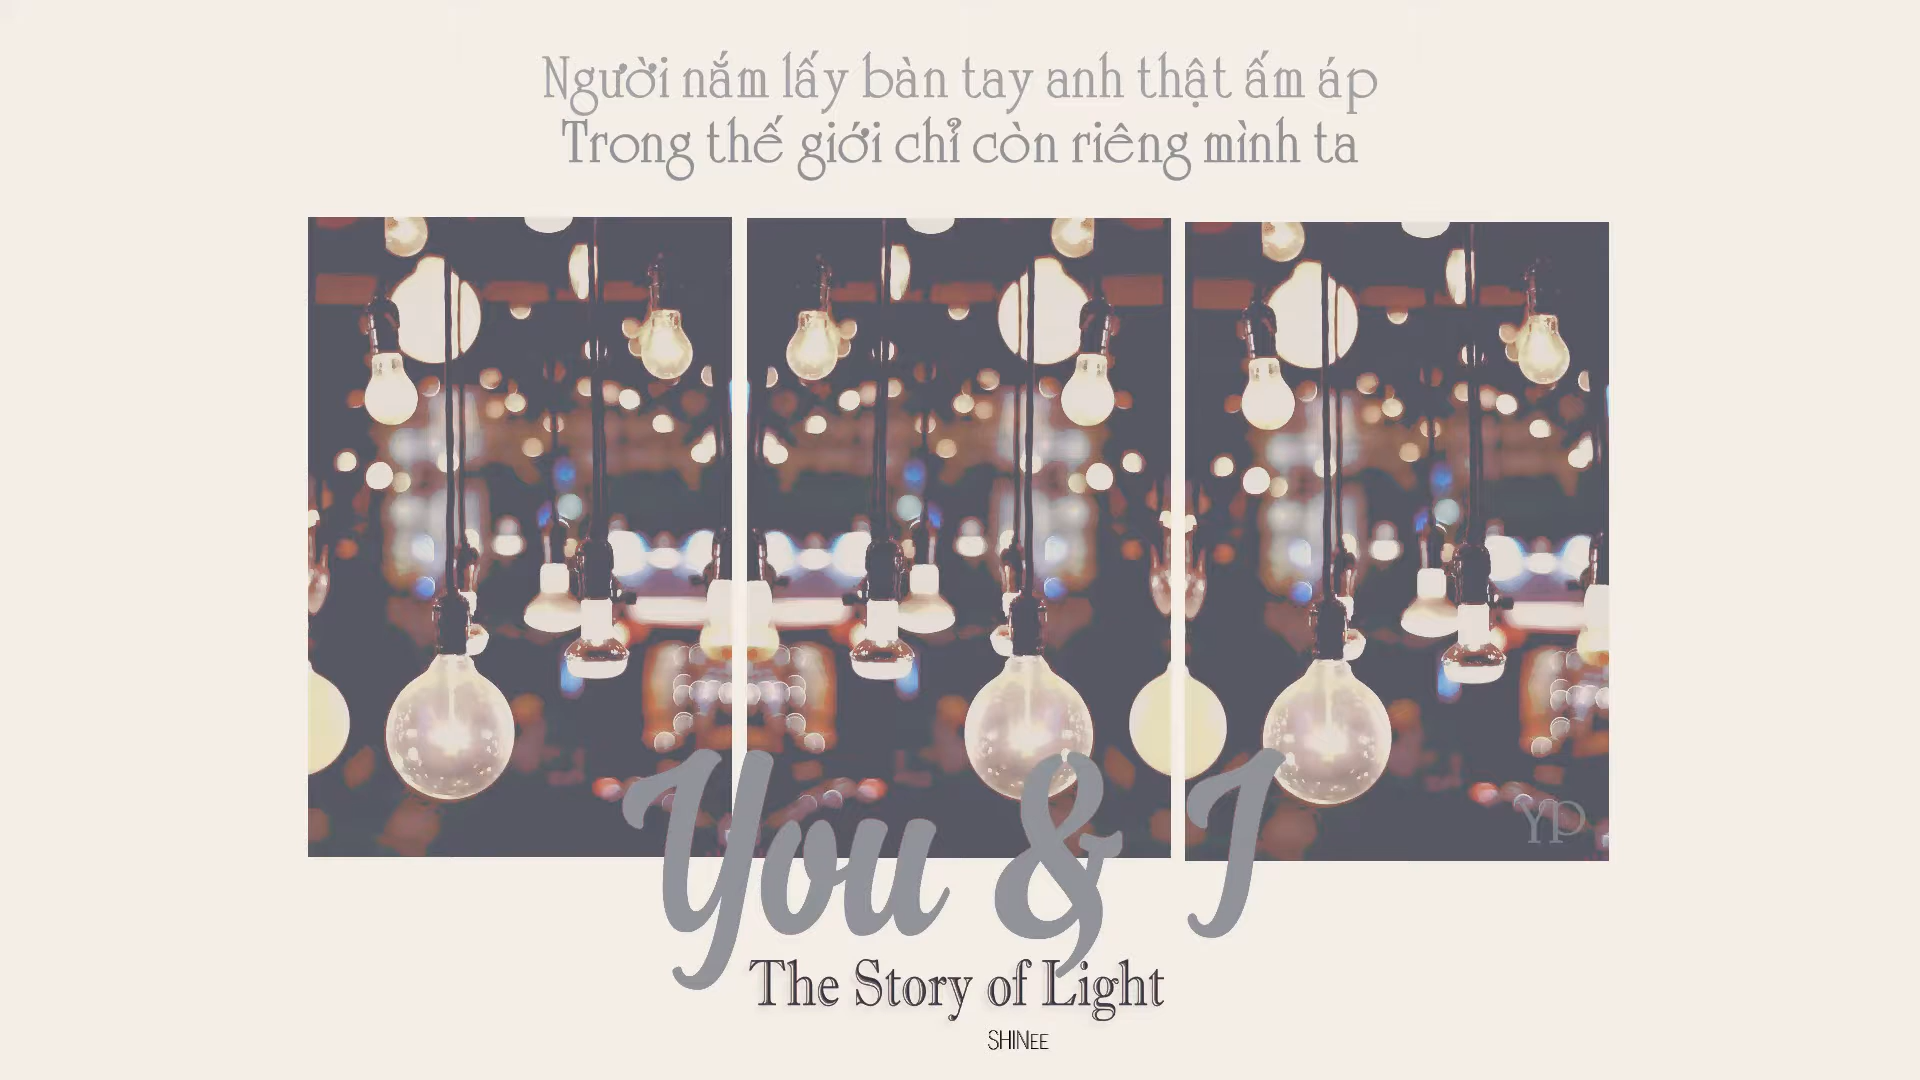 Người nắm lấy bàn tay anh thật ấm áp
Trong thế giới chỉ còn riêng mình ta
YP
You & I
The Story of Light
SHINEE